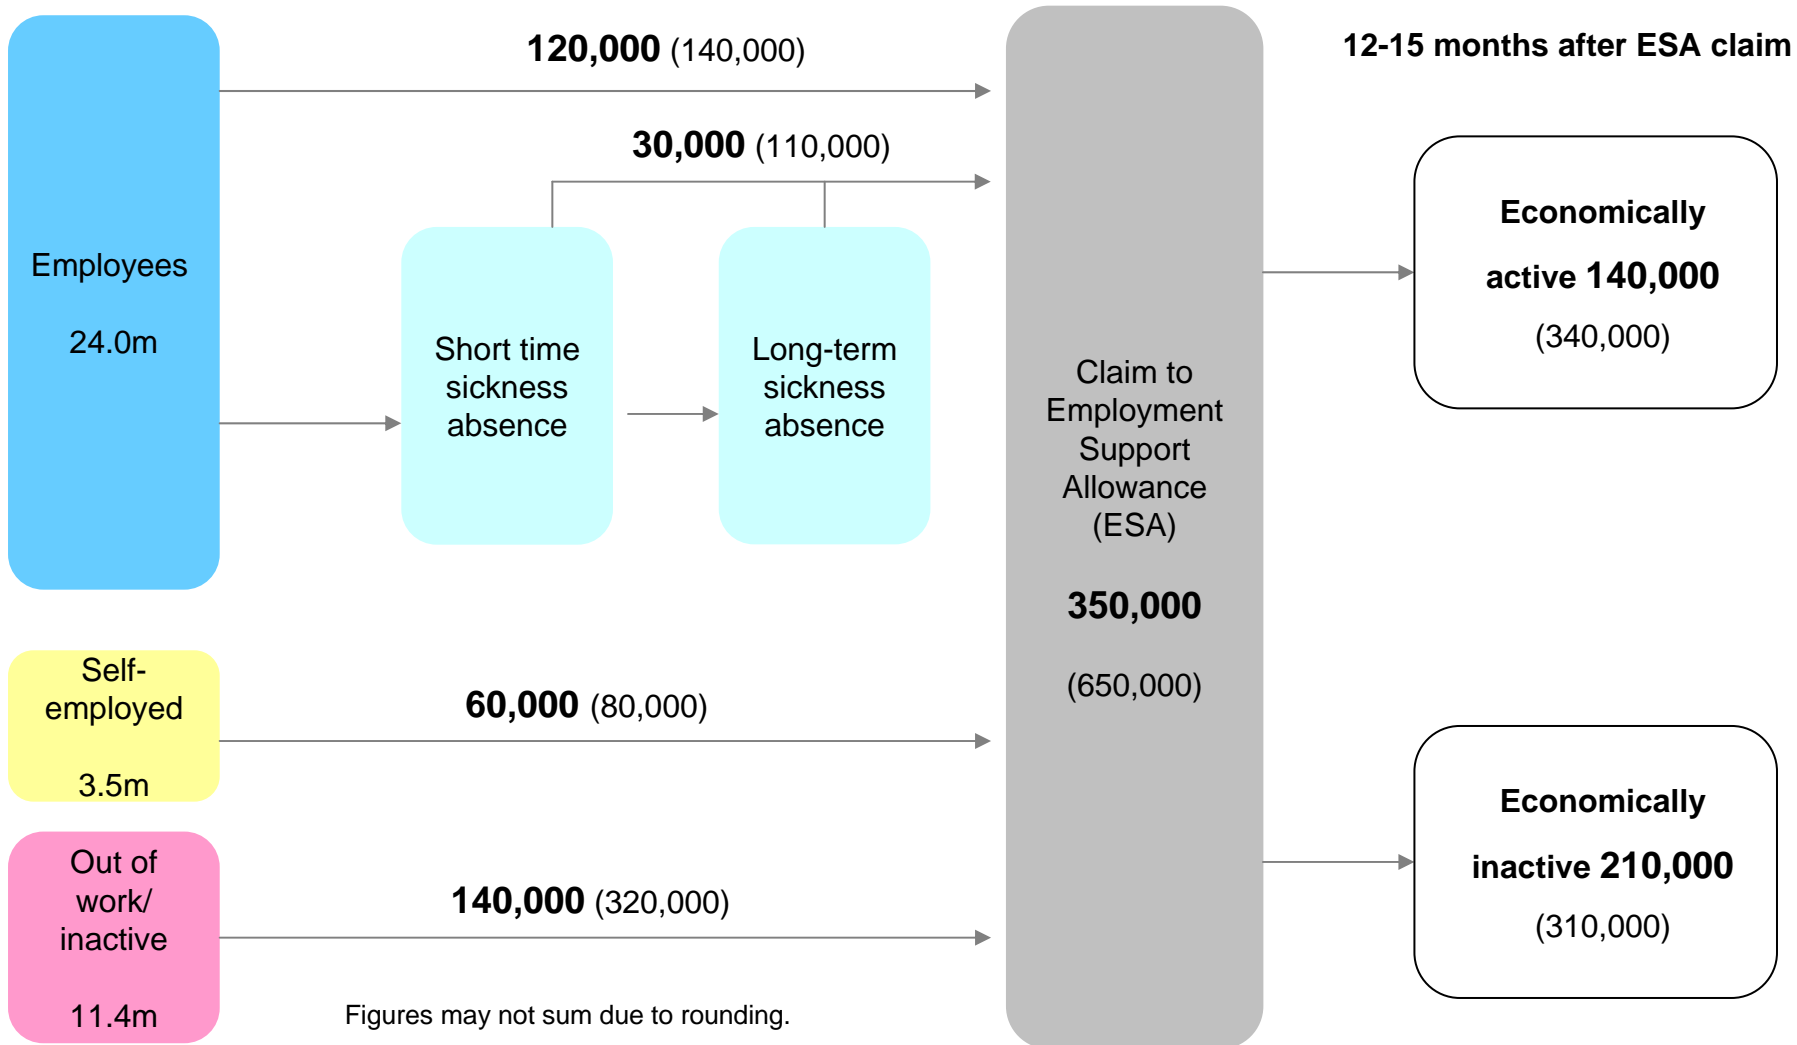 120,000 (140,000)
12-15 months after ESA claim
30,000 (110,000)
Employees
24.0m
Short time
sickness
absence
Long-term
sickness
absence
Claim to
Employment
Support
Allowance
(ESA)
350,000
(650,000)
Economically
active 140,000
(340,000)
Self-
employed
3.5m
60,000 (80,000)
Out of
work/
inactive
11.4m
140,000 (320,000)
Economically
inactive 210,000
(310,000)
Figures may not sum due to rounding.